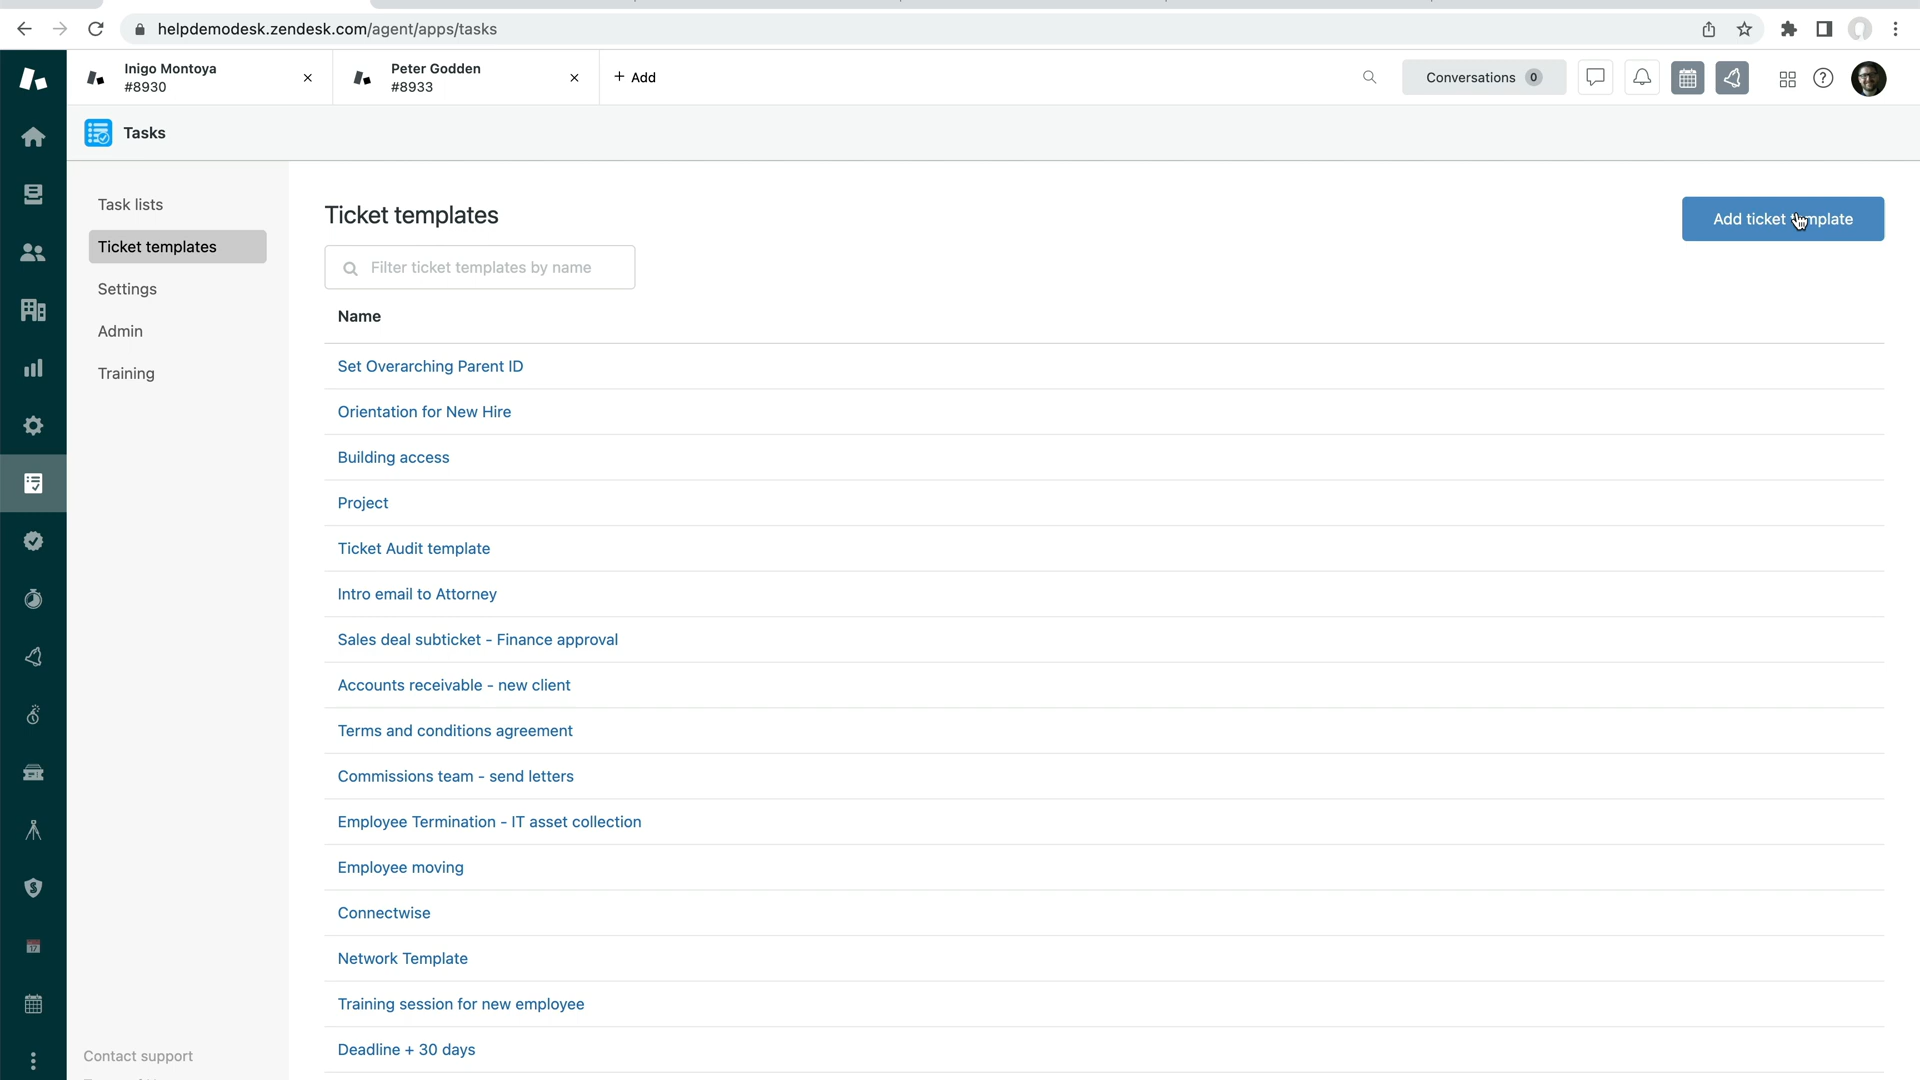 helpdemodesk.zendesk.com/agent/apps/tasks
Inigo Montoya
#8930
Peter Godden
#8933
+ Add
Conversations 0
Tasks
Task lists
Ticket templates
Settings
Admin
Training
Contact support
Ticket templates
Add ticket template
Filter ticket templates by name
Name
Set Overarching Parent ID
Orientation for New Hire
Building access
Project
Ticket Audit template
Intro email to Attorney
Sales deal subticket - Finance approval
Accounts receivable - new client
Terms and conditions agreement
Commissions team - send letters
Employee Termination - IT asset collection
Employee moving
Connectwise
Network Template
Training session for new employee
Deadline + 30 days
17